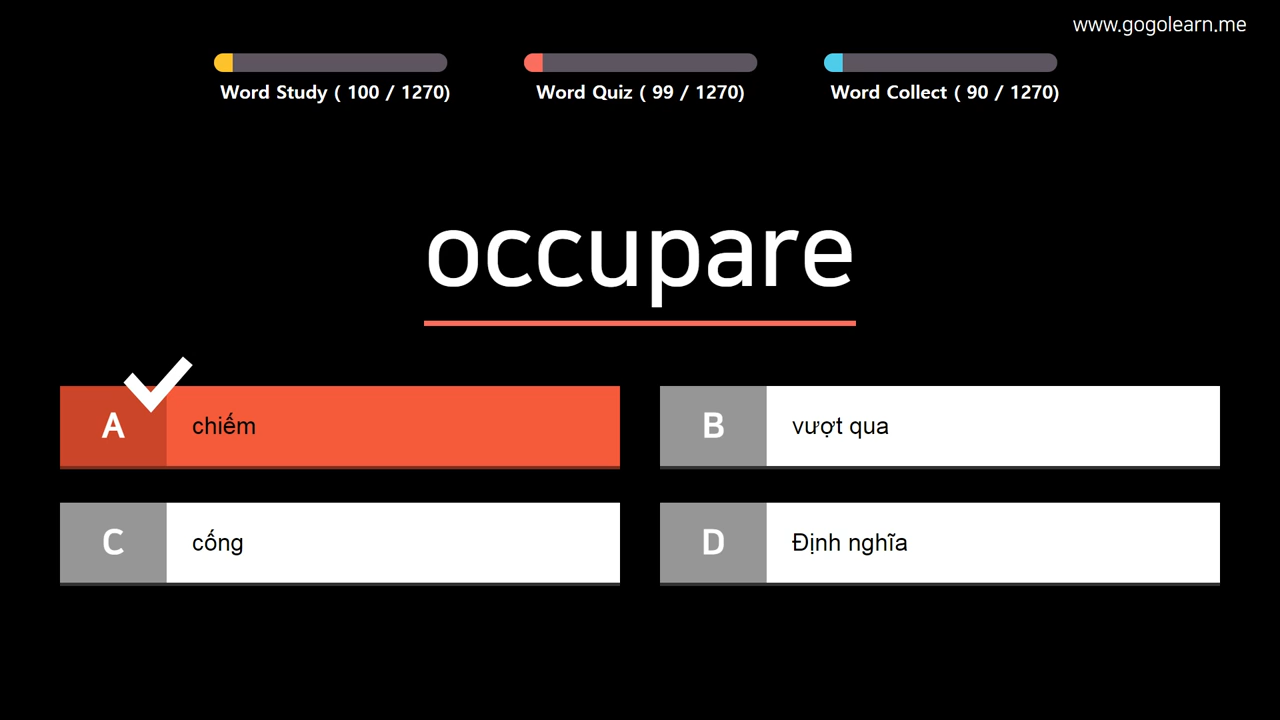 www.gogolearn.me
Word Study ( 100 / 1270)
Word Quiz ( 99 / 1270)
Word Collect ( 90 / 1270)
occupare
A chiếm
B vượt qua
C cống
D Định nghĩa